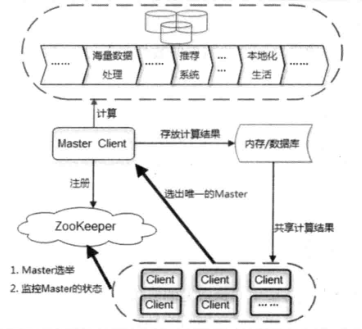 ……
海量数据
处理
……
推荐
系统
…
…
本地化
生活
……
计算
Master Client
存放计算结果
内存/数据库
注册
选出唯一的Master
ZooKeeper
共享计算结果
1. Master选举
2. 监控Master的状态
Client
Client
Client
Client
Client
……